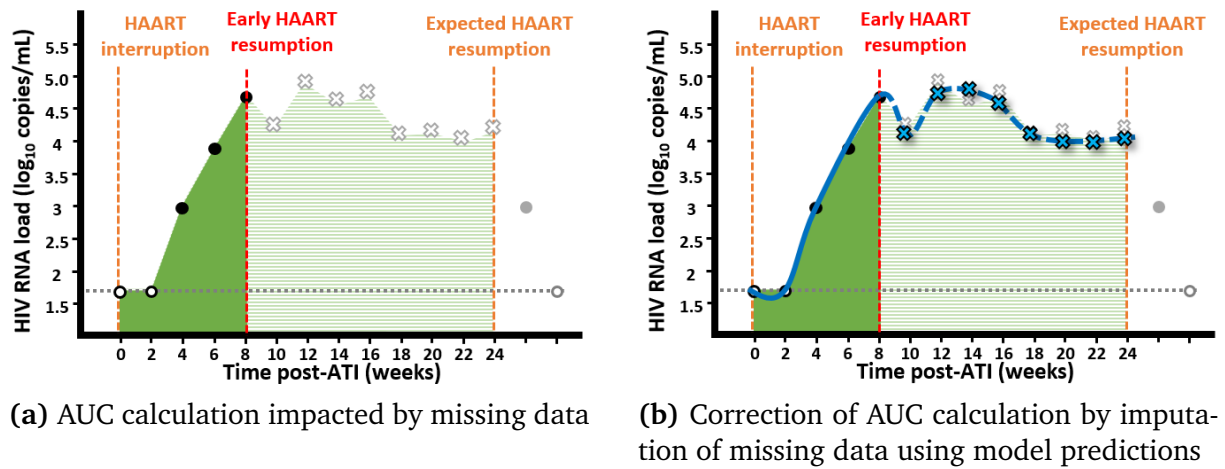 HAART
interruption
Early HAART
resumption
Expected HAART
resumption
HIV RNA load (log₁₀ copies/mL)
5.5
5.0
4.5
4
3.5
3
2.5
2
1.5
0 2 4 6 8 10 12 14 16 18 20 22 24
Time post-ATI (weeks)
(a) AUC calculation impacted by missing data
HAART
interruption
Early HAART
resumption
Expected HAART
resumption
HIV RNA load (log₁₀ copies/mL)
5.5
5.0
4.5
4
3.5
3
2.5
2
1.5
0 2 4 6 8 10 12 14 16 18 20 22 24
Time post-ATI (weeks)
(b) Correction of AUC calculation by imputa-
tion of missing data using model predictions